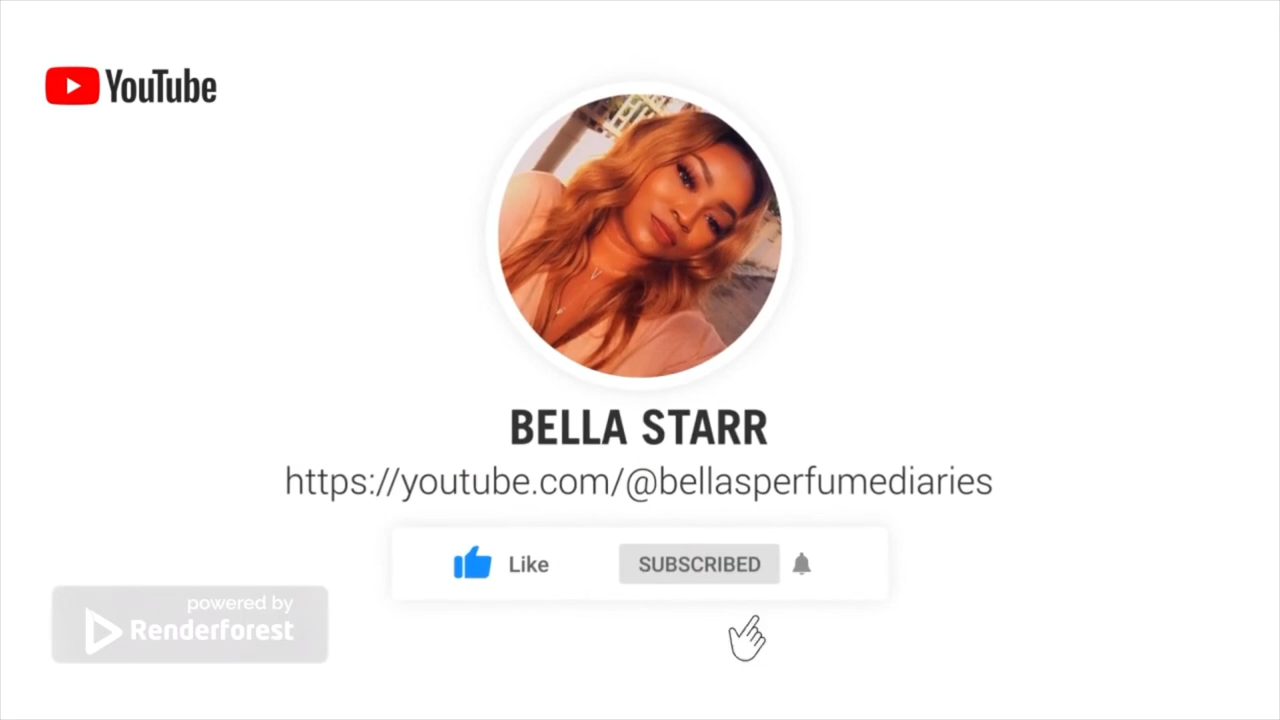 YouTube
BELLA STARR
https://youtube.com/@bellasperfumediaries
Like
SUBSCRIBED
powered by
Renderforest